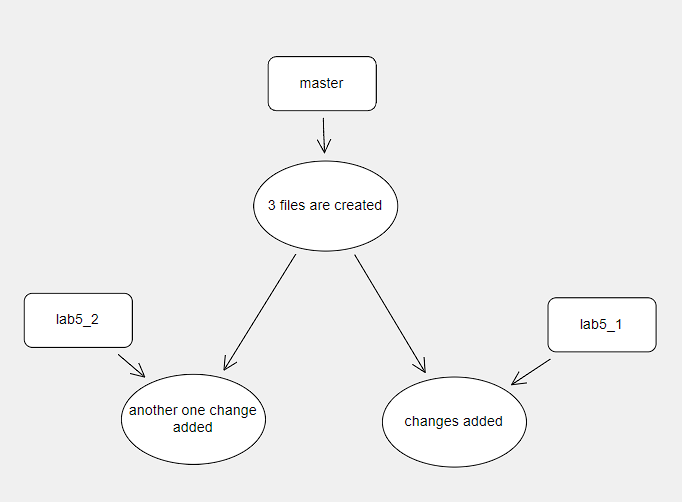 master
3 files are created
lab5_2
lab5_1
another one change
added
changes added